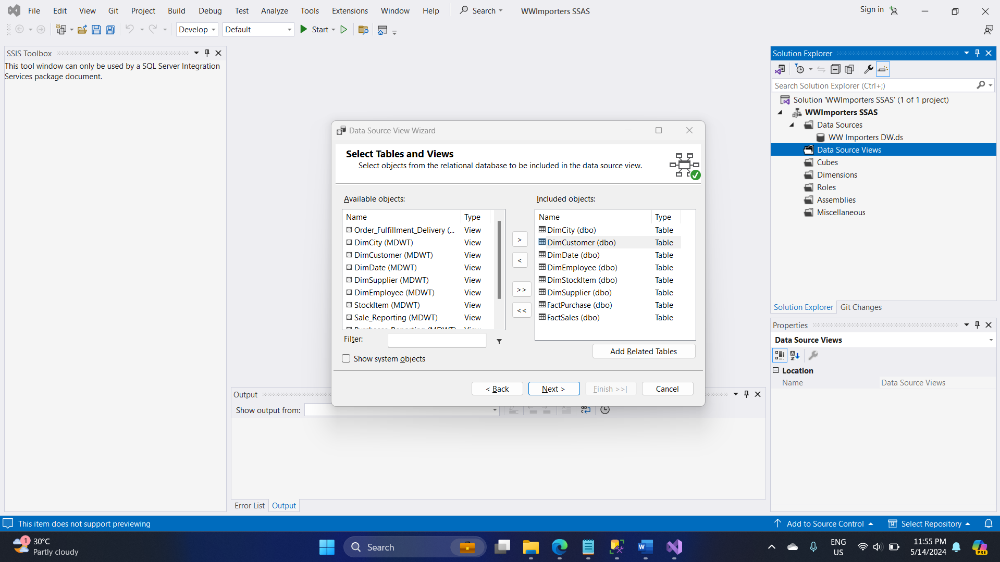 File Edit View Git Project Build Debug Test Analyze Tools Extensions Window Help Search WWImporters SSAS Sign in
Develop Default Start
SSIS Toolbox
This tool window can only be used by a SQL Server Integration
Services package document.
Data Source View Wizard
Select Tables and Views
Select objects from the relational database to be included in the data source view.
Available objects:
Name Type
Order_Fulfillment_Delivery (... View
DimCity (MDWT) View
DimCustomer (MDWT) View
DimDate (MDWT) View
DimSupplier (MDWT) View
DimEmployee (MDWT) View
StockItem (MDWT) View
Sale_Reporting (MDWT) View
Filter:
Show system objects
>
<
>>
<<
Included objects:
Name Type
DimCity (dbo) Table
DimCustomer (dbo) Table
DimDate (dbo) Table
DimEmployee (dbo) Table
DimStockItem (dbo) Table
DimSupplier (dbo) Table
FactPurchase (dbo) Table
FactSales (dbo) Table
Add Related Tables
< Back Next > Finish >>| Cancel
Output
Show output from:
Error List Output
Solution Explorer
Search Solution Explorer (Ctrl+;)
Solution 'WWImporters SSAS' (1 of 1 project)
WWImporters SSAS
Data Sources
WW Importers DW.ds
Data Source Views
Cubes
Dimensions
Roles
Assemblies
Miscellaneous
Solution Explorer Git Changes
Properties
Data Source Views
Location
Name Data Source Views
This item does not support previewing Add to Source Control Select Repository
1
30°C
Partly cloudy
Search
ENG
US
11:55 PM
5/14/2024
PRE